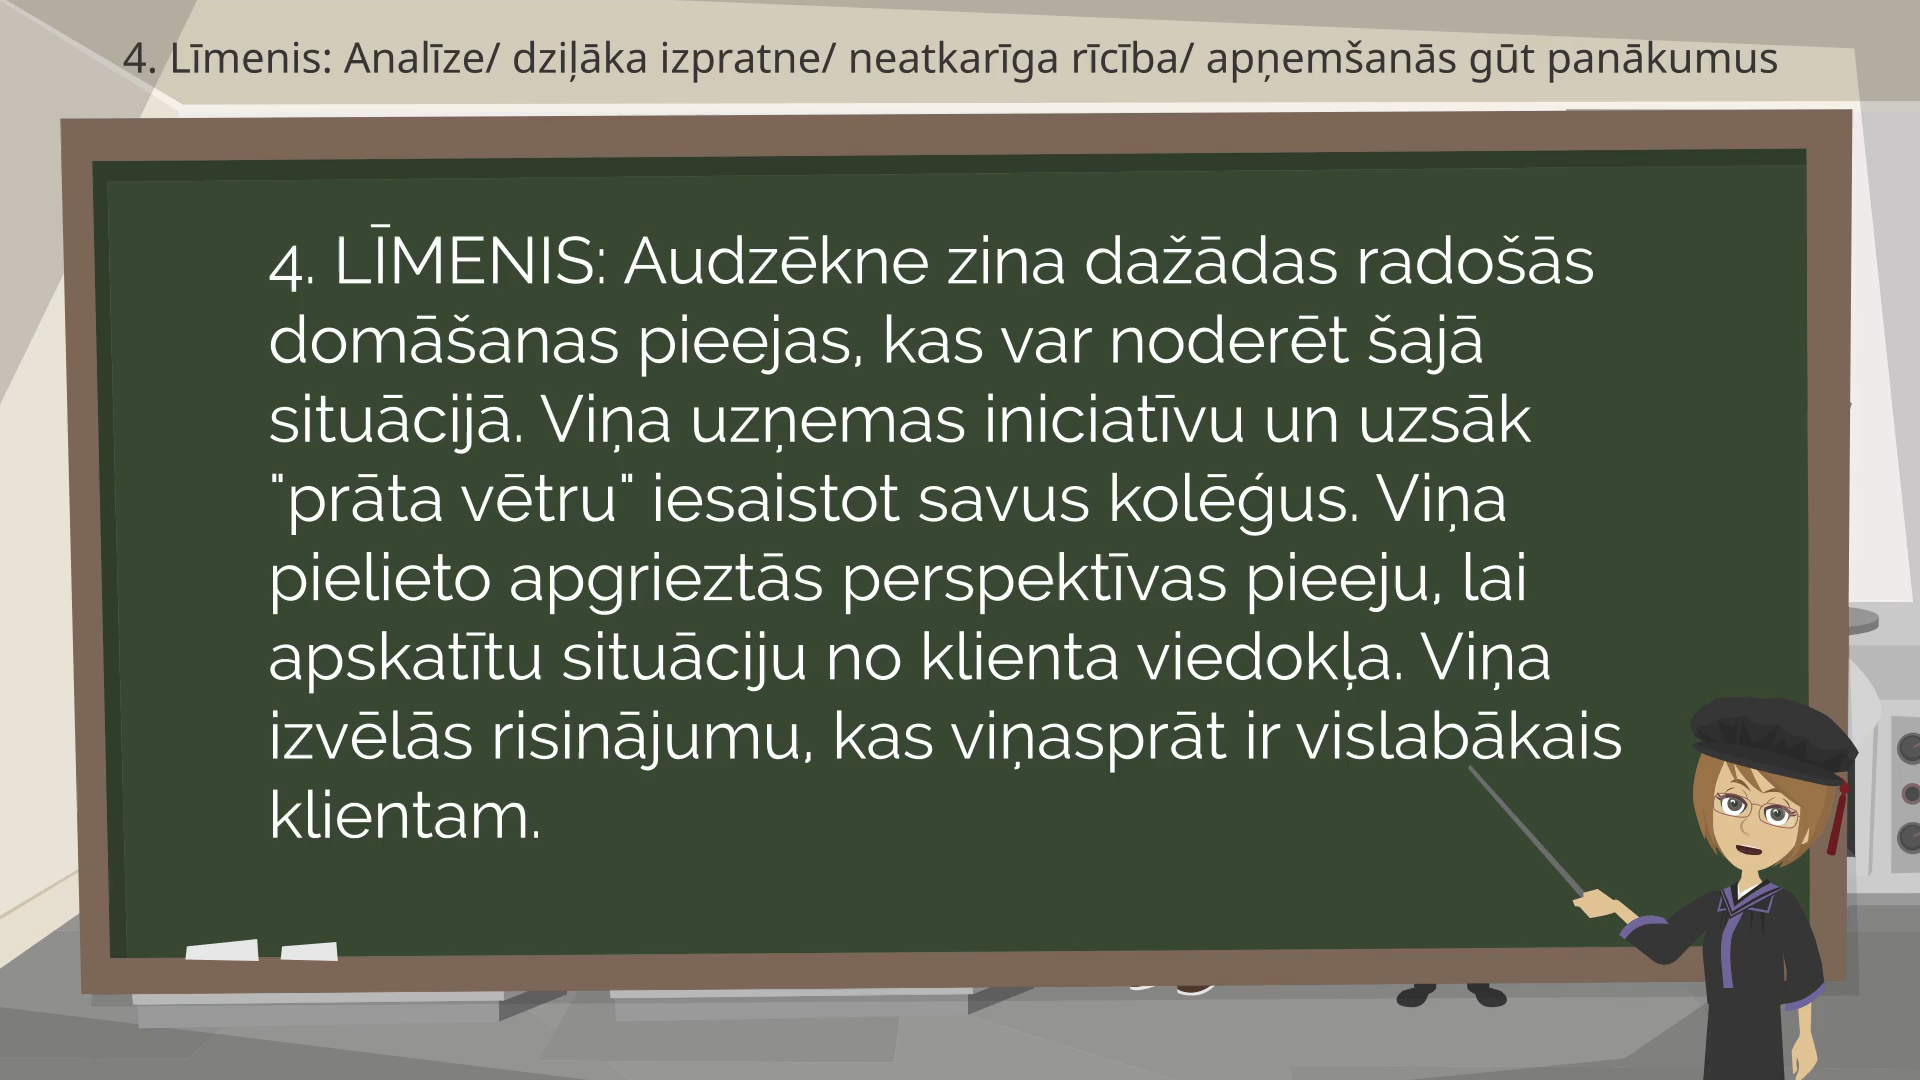 4. Līmenis: Analīze/ dziļāka izpratne/ neatkarīga rīcība/ apņemšanās gūt panākumus
4. LĪMENIS: Audzēkne zina dažādas radošās
domāšanas pieejas, kas var noderēt šajā
situācijā. Viņa uzņemas iniciatīvu un uzsāk
"prāta vētru" iesaistot savus kolēģus. Viņa
pielieto apgrieztās perspektīvas pieeju, lai
apskatītu situāciju no klienta viedokļa. Viņa
izvēlās risinājumu, kas viņasprāt ir vislabākais
klientam.